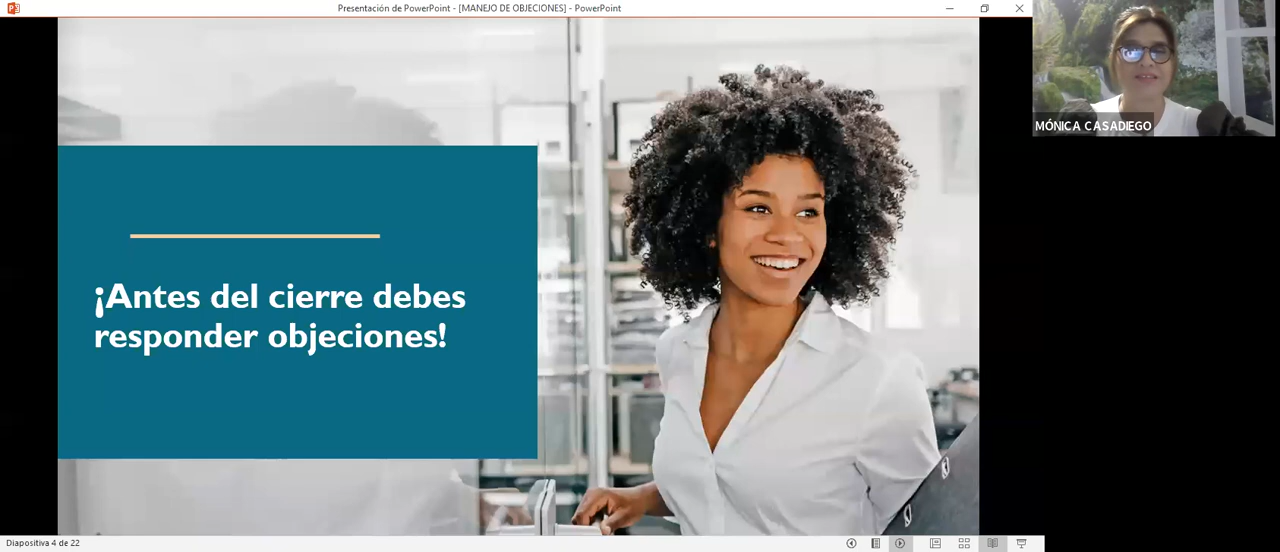 Presentación de PowerPoint - [MANEJO DE OBJECIONES] - PowerPoint
MÓNICA CASADIEGO
¡Antes del cierre debes
responder objeciones!
Diapositiva 4 de 22